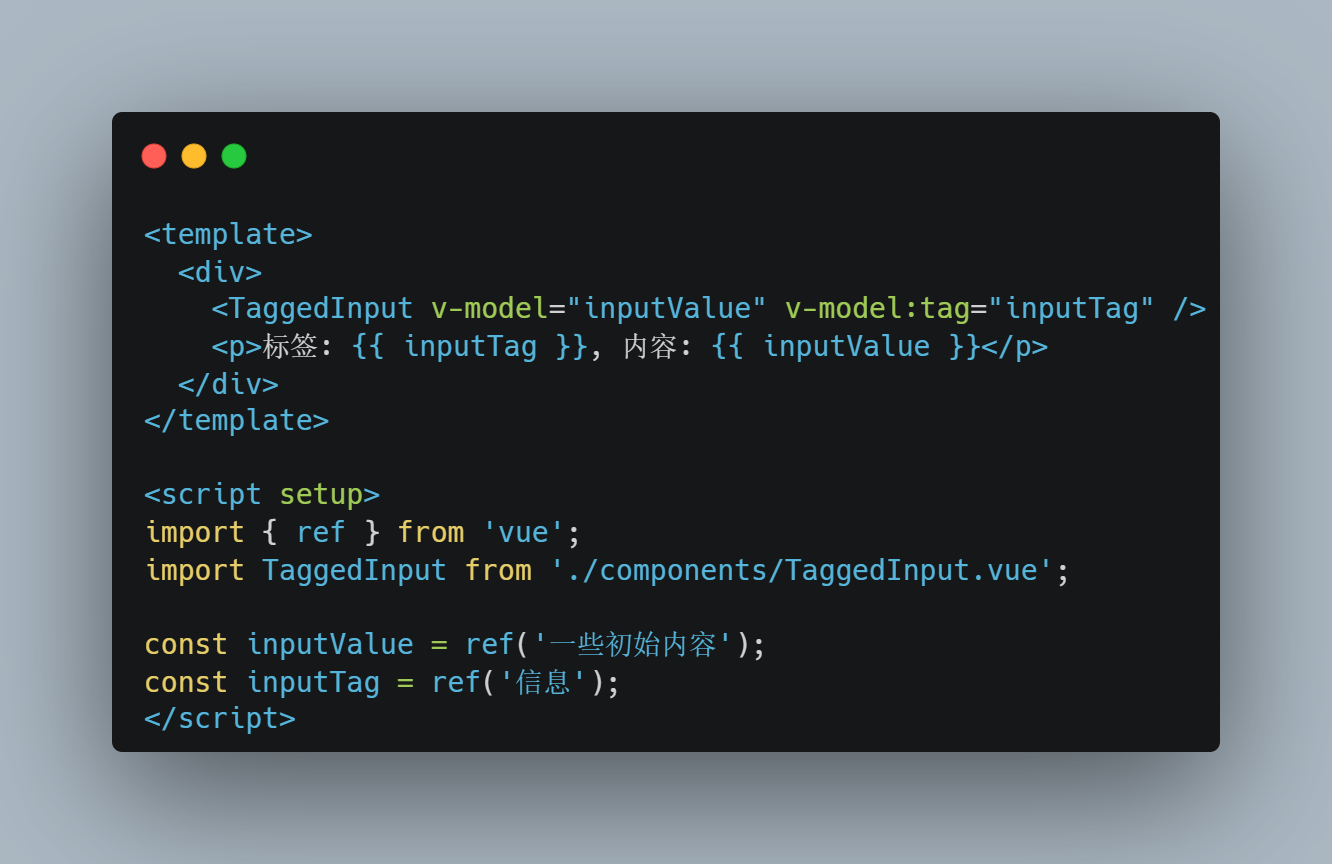 <template>
  <div>
    <TaggedInput v-model="inputValue" v-model:tag="inputTag" />
    <p>标签: {{ inputTag }}, 内容: {{ inputValue }}</p>
  </div>
</template>

<script setup>
import { ref } from 'vue';
import TaggedInput from './components/TaggedInput.vue';

const inputValue = ref('一些初始内容');
const inputTag = ref('信息');
</script>